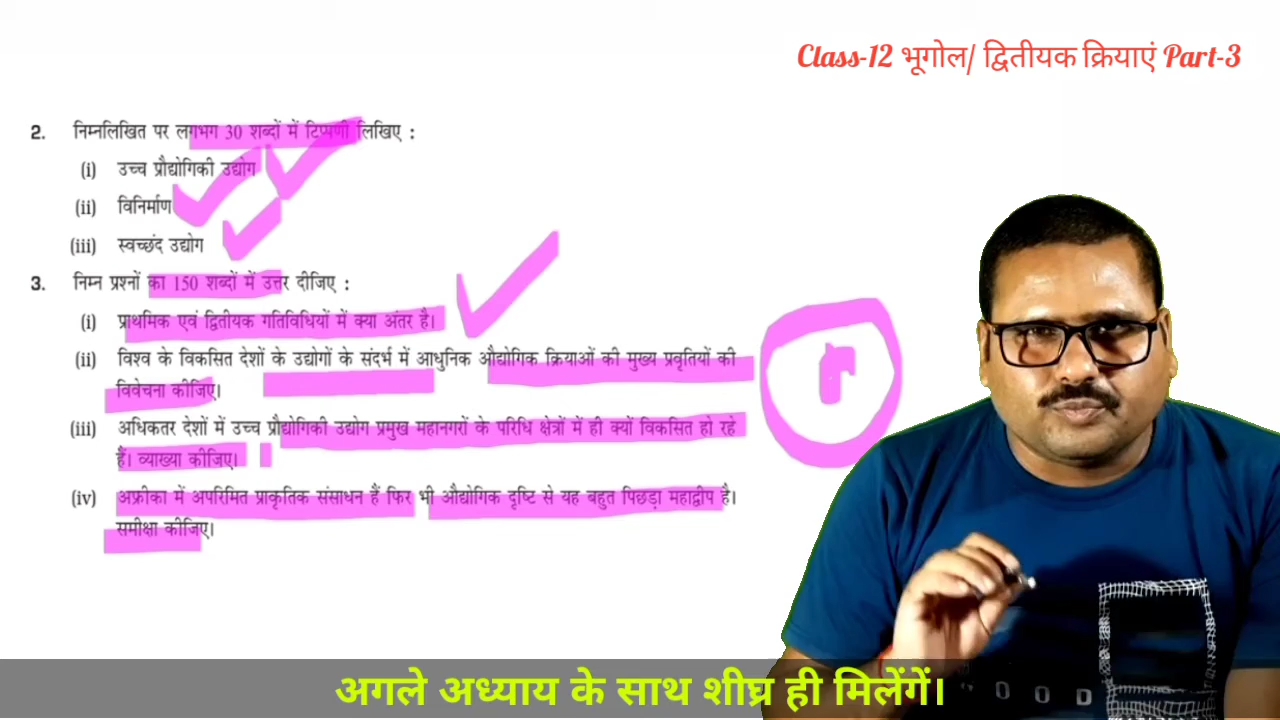 Class-12 भूगोल/ द्वितीयक क्रियाएं Part-3
2. निम्नलिखित पर लगभग 30 शब्दों में टिप्पणी लिखिए :
(i) उच्च प्रौद्योगिकी उद्योग
(ii) विनिर्माण
(iii) स्वच्छंद उद्योग
3. निम्न प्रश्नों का 150 शब्दों में उत्तर दीजिए :
(i) प्राथमिक एवं द्वितीयक गतिविधियों में क्या अंतर है।
(ii) विश्व के विकसित देशों के उद्योगों के संदर्भ में आधुनिक औद्योगिक क्रियाओं की मुख्य प्रवृतियों की
विवेचना कीजिए।
(iii) अधिकतर देशों में उच्च प्रौद्योगिकी उद्योग प्रमुख महानगरों के परिधि क्षेत्रों में ही क्यों विकसित हो रहे
हैं। व्याख्या कीजिए।
(iv) अफ्रीका में अपरिमित प्राकृतिक संसाधन हैं फिर भी औद्योगिक दृष्टि से यह बहुत पिछड़ा महाद्वीप है।
समीक्षा कीजिए।
अगले अध्याय के साथ शीघ्र ही मिलेंगें।